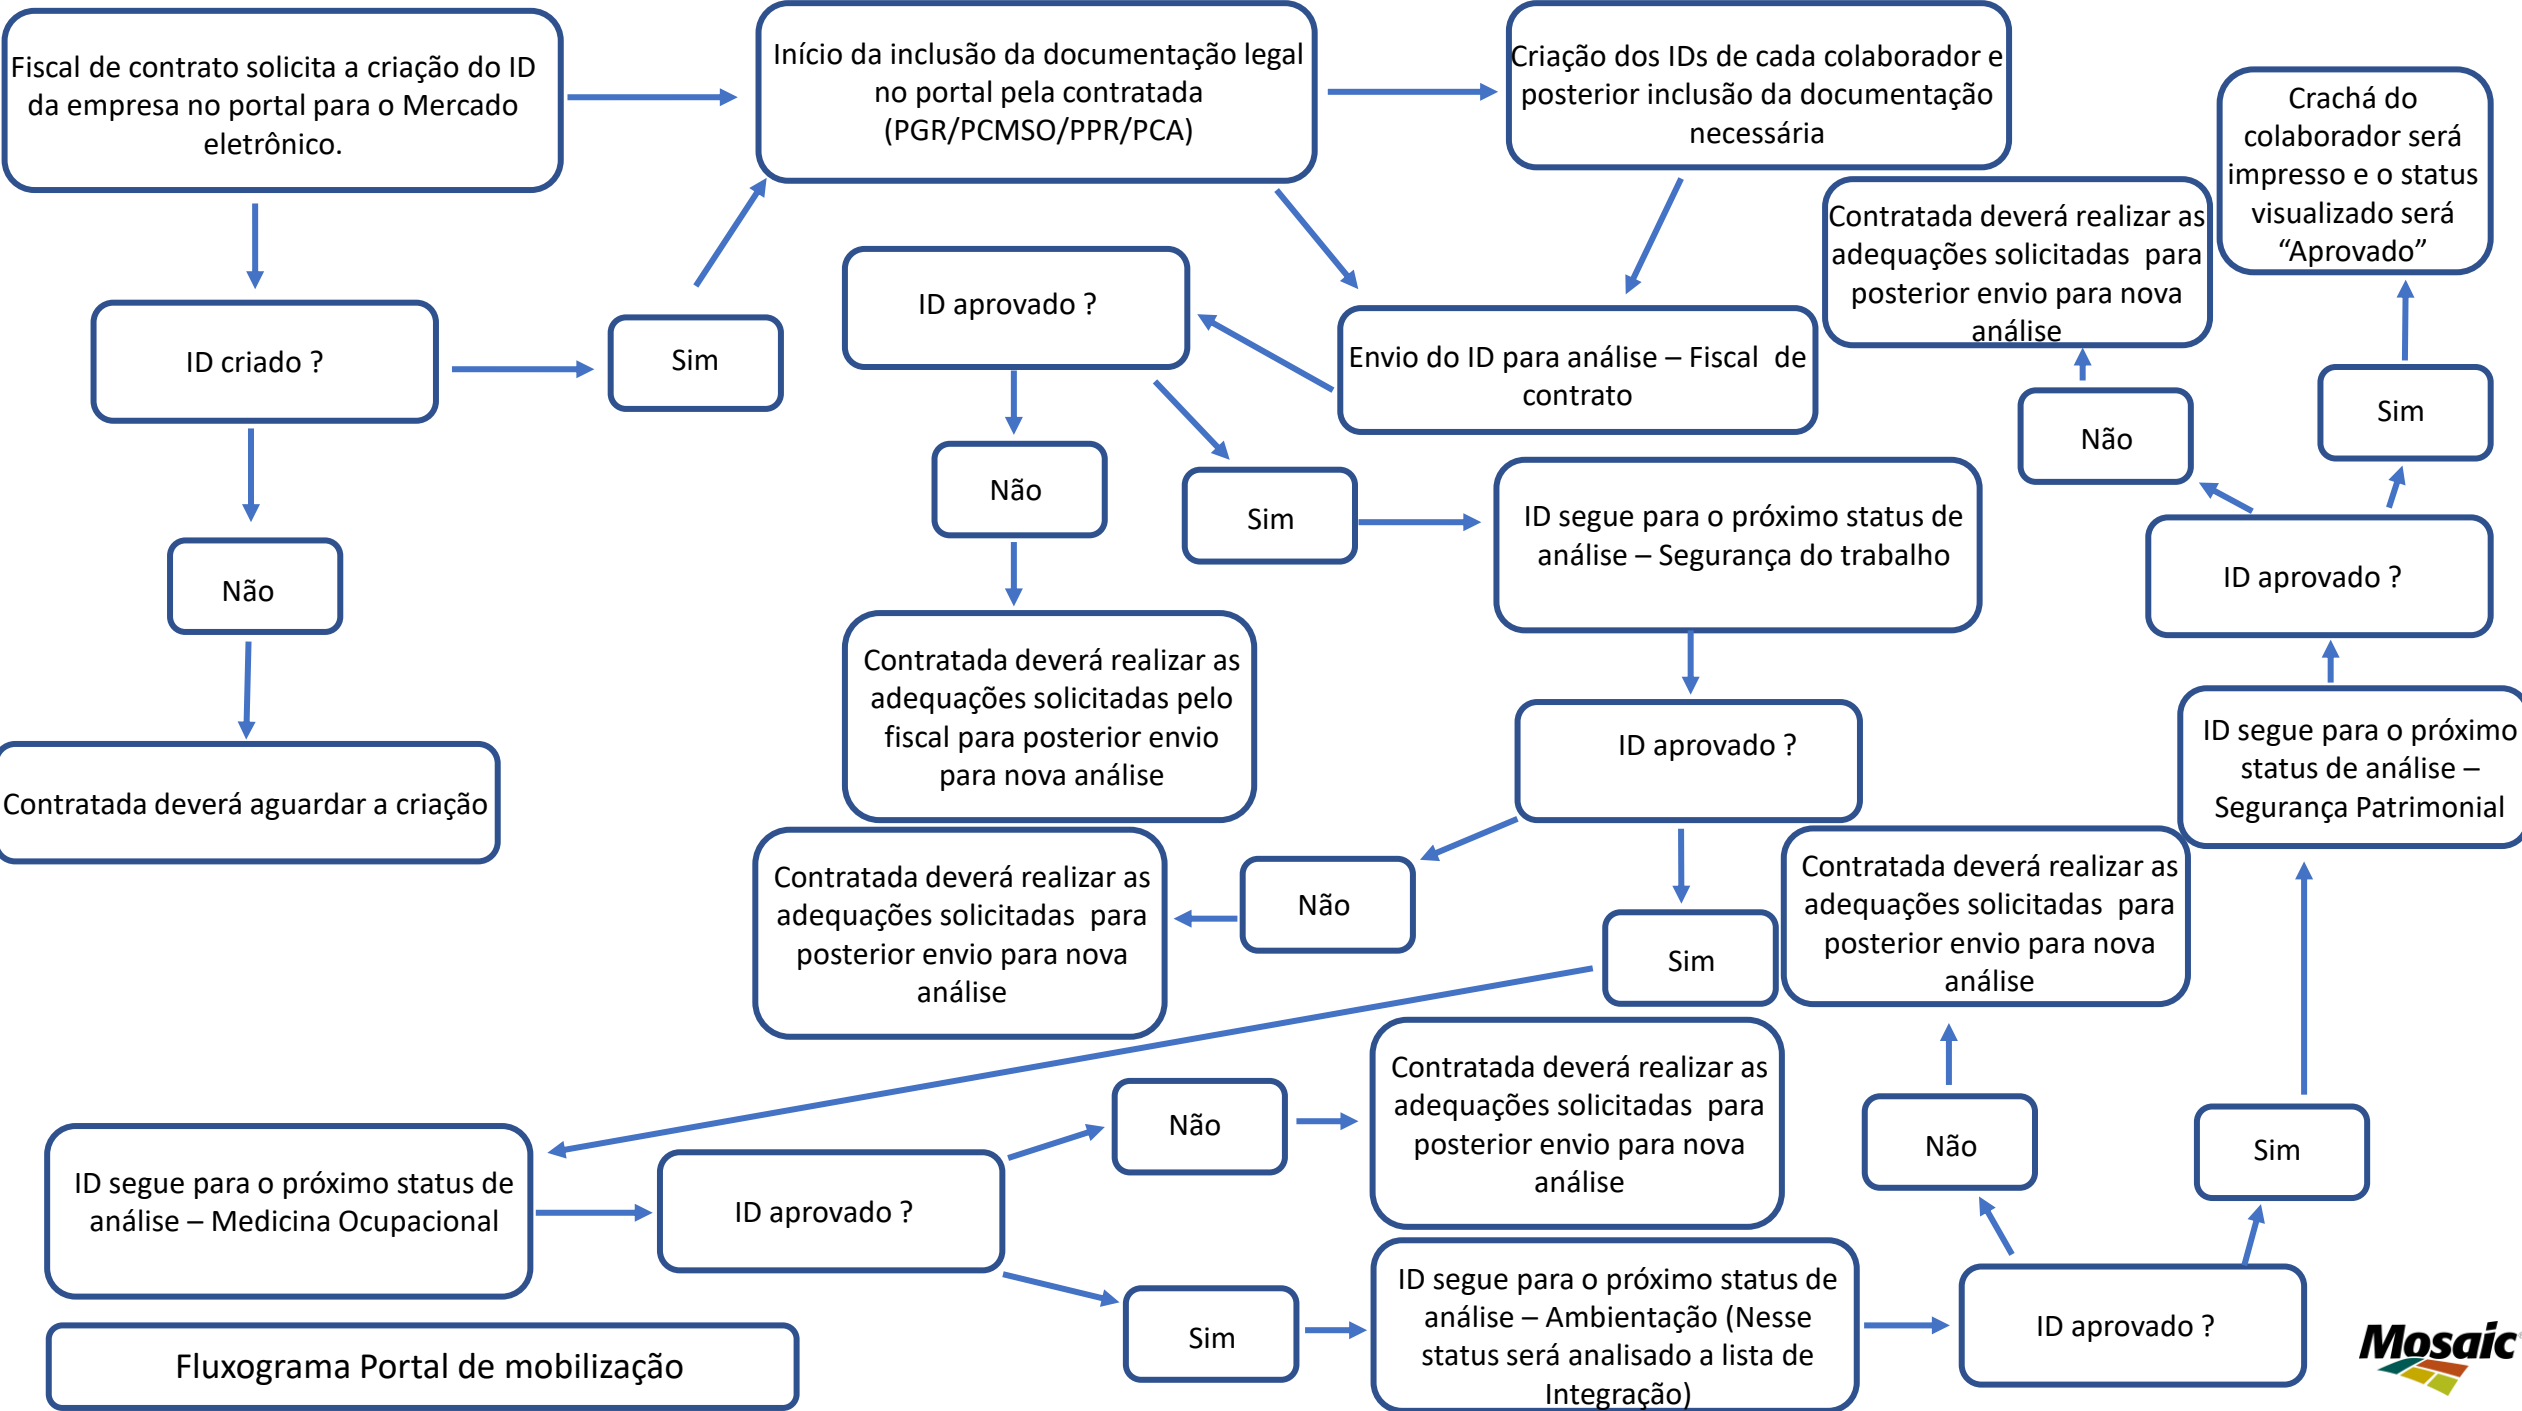 Fiscal de contrato solicita a criação do ID
da empresa no portal para o Mercado
eletrônico.
Início da inclusão da documentação legal
no portal pela contratada
(PGR/PCMSO/PPR/PCA)
Criação dos IDs de cada colaborador e
posterior inclusão da documentação
necessária
Crachá do
colaborador será
impresso e o status
visualizado será
“Aprovado”
Contratada deverá realizar as
adequações solicitadas  para
posterior envio para nova
análise
ID criado ?
Sim
ID aprovado ?
Envio do ID para análise – Fiscal  de
contrato
Não
Sim
Não
Sim
ID segue para o próximo status de
análise – Segurança do trabalho
ID aprovado ?
Não
Contratada deverá aguardar a criação
Contratada deverá realizar as
adequações solicitadas pelo
fiscal para posterior envio
para nova análise
ID aprovado ?
ID segue para o próximo
status de análise –
Segurança Patrimonial
Contratada deverá realizar as
adequações solicitadas  para
posterior envio para nova
análise
Não
Sim
Contratada deverá realizar as
adequações solicitadas  para
posterior envio para nova
análise
ID segue para o próximo status de
análise – Medicina Ocupacional
ID aprovado ?
Não
Contratada deverá realizar as
adequações solicitadas  para
posterior envio para nova
análise
Não
Sim
Sim
ID segue para o próximo status de
análise – Ambientação (Nesse
status será analisado a lista de
Integração)
ID aprovado ?
Fluxograma Portal de mobilização
Mosaic